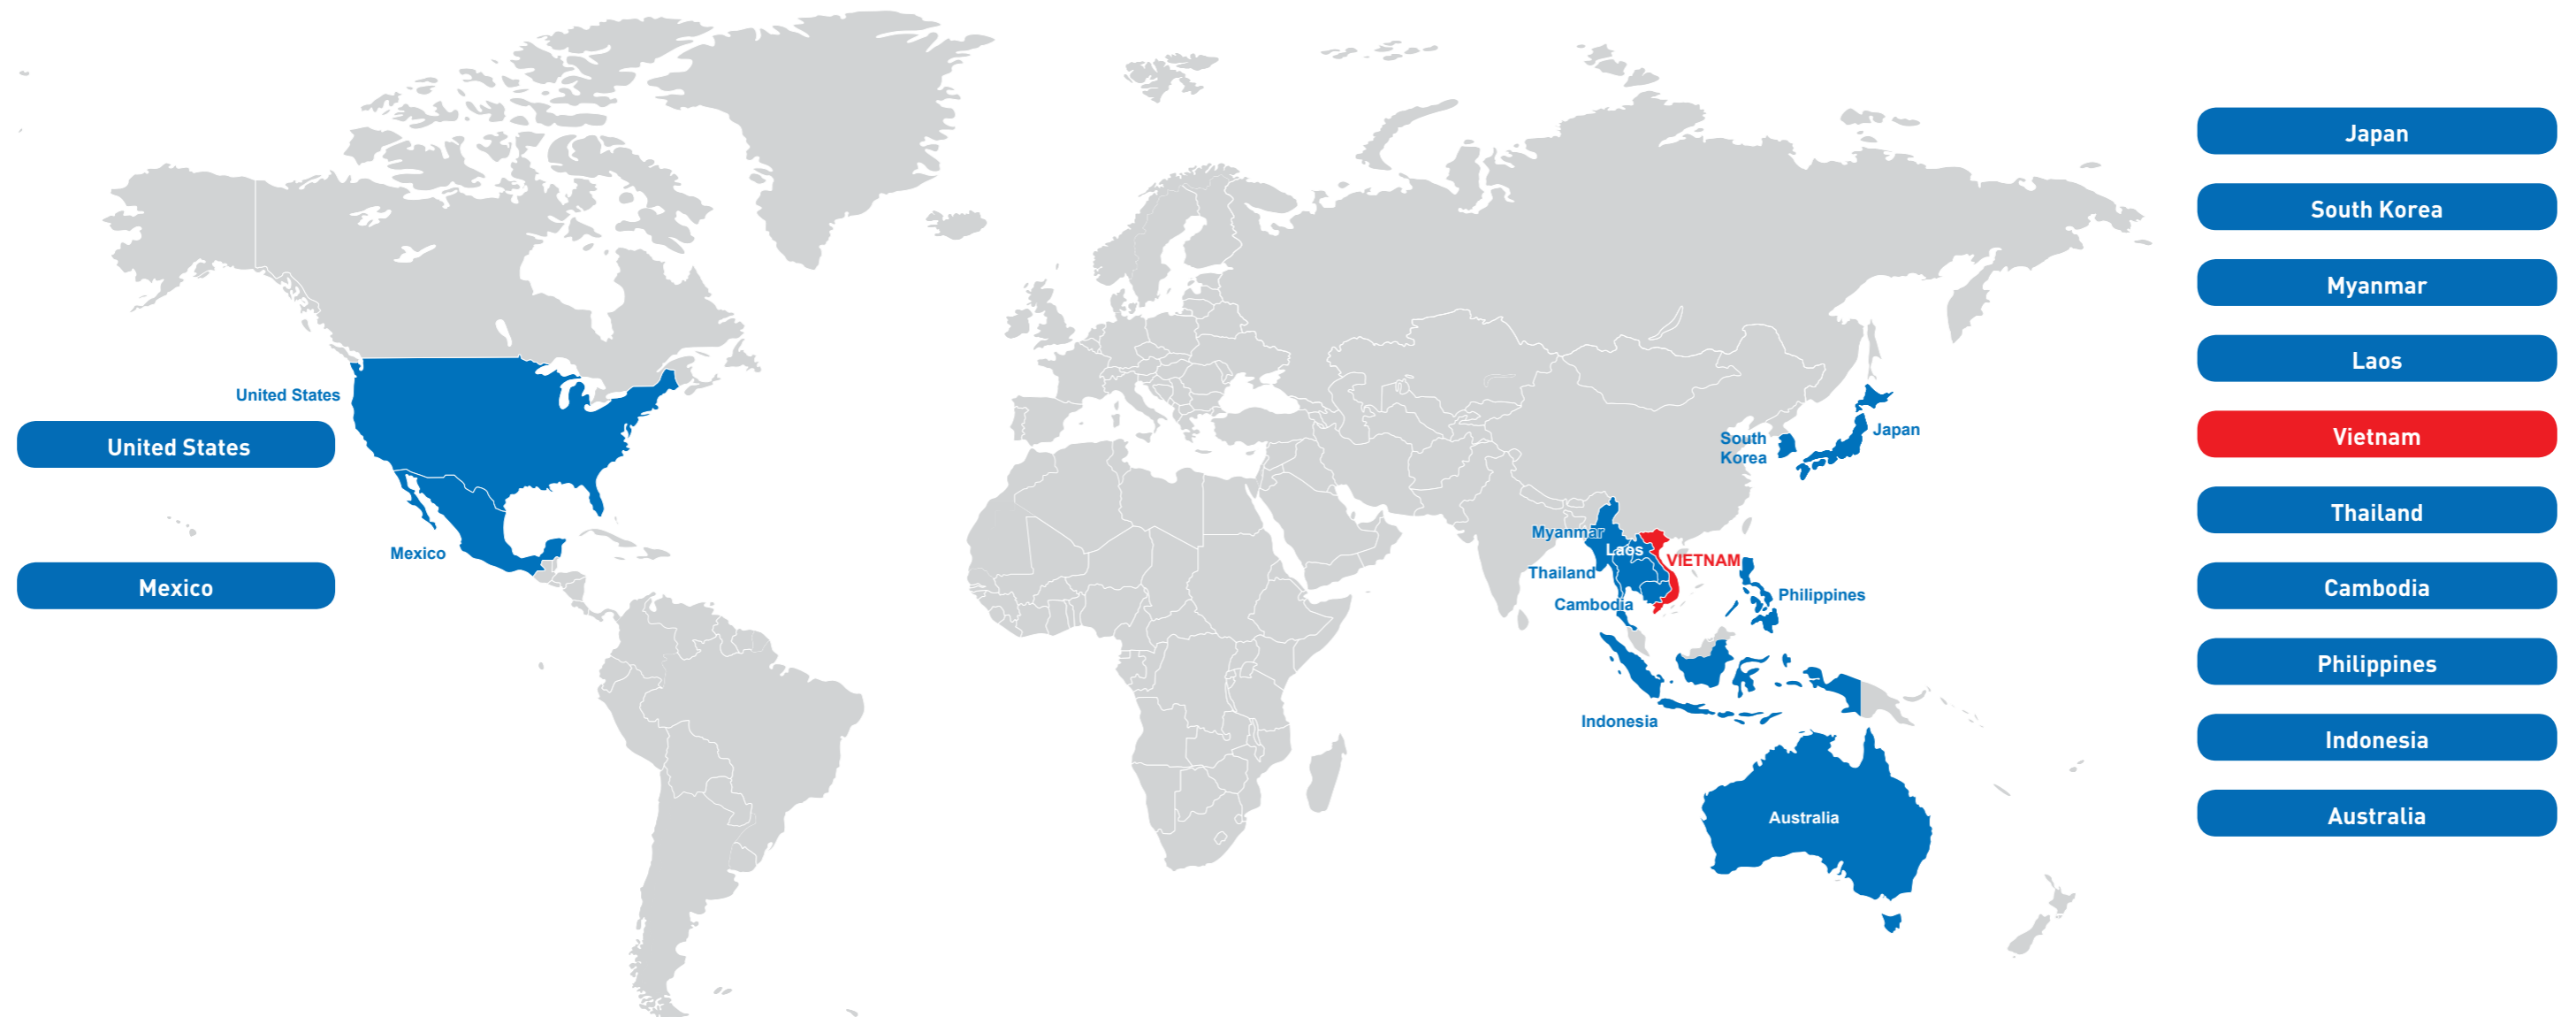 United States
United States
Mexico
Mexico
South
Korea
Japan
Myanmar
Laos
VIETNAM
Thailand
Cambodia
Philippines
Indonesia
Australia
Japan
South Korea
Myanmar
Laos
Vietnam
Thailand
Cambodia
Philippines
Indonesia
Australia